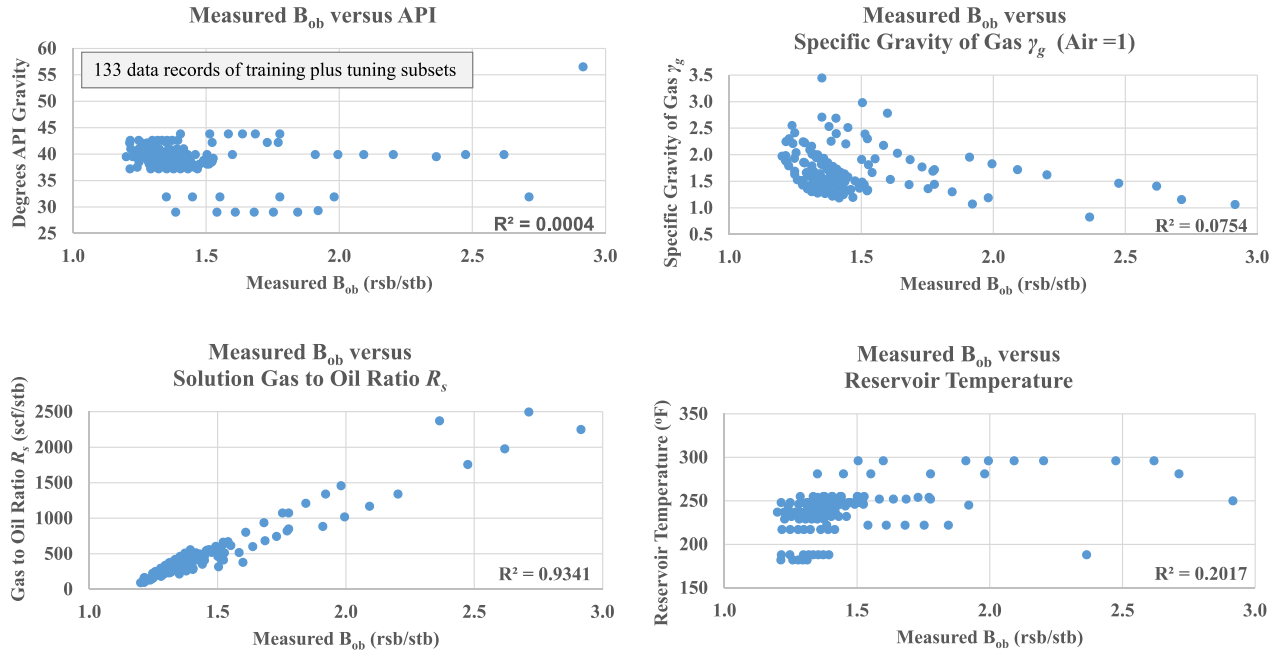 Measured Bₒb versus API
60
55
50
45
40
35
30
25
133 data records of training plus tuning subsets
Degrees API Gravity
R² = 0.0004
1.0 1.5 2.0 2.5 3.0
Measured Bₒb (rsb/stb)
Measured Bₒb versus
Specific Gravity of Gas γg (Air =1)
3.5
3.0
2.5
2.0
1.5
1.0
0.5
Specific Gravity of Gas γg
R² = 0.0754
1.0 1.5 2.0 2.5 3.0
Measured Bₒb (rsb/stb)
Measured Bₒb versus
Solution Gas to Oil Ratio Rs
2500
2000
1500
1000
500
0
Gas to Oil Ratio Rs (scf/stb)
R² = 0.9341
1.0 1.5 2.0 2.5 3.0
Measured Bₒb (rsb/stb)
Measured Bₒb versus
Reservoir Temperature
350
300
250
200
150
Reservoir Temperature (ºF)
R² = 0.2017
1.0 1.5 2.0 2.5 3.0
Measured Bₒb (rsb/stb)